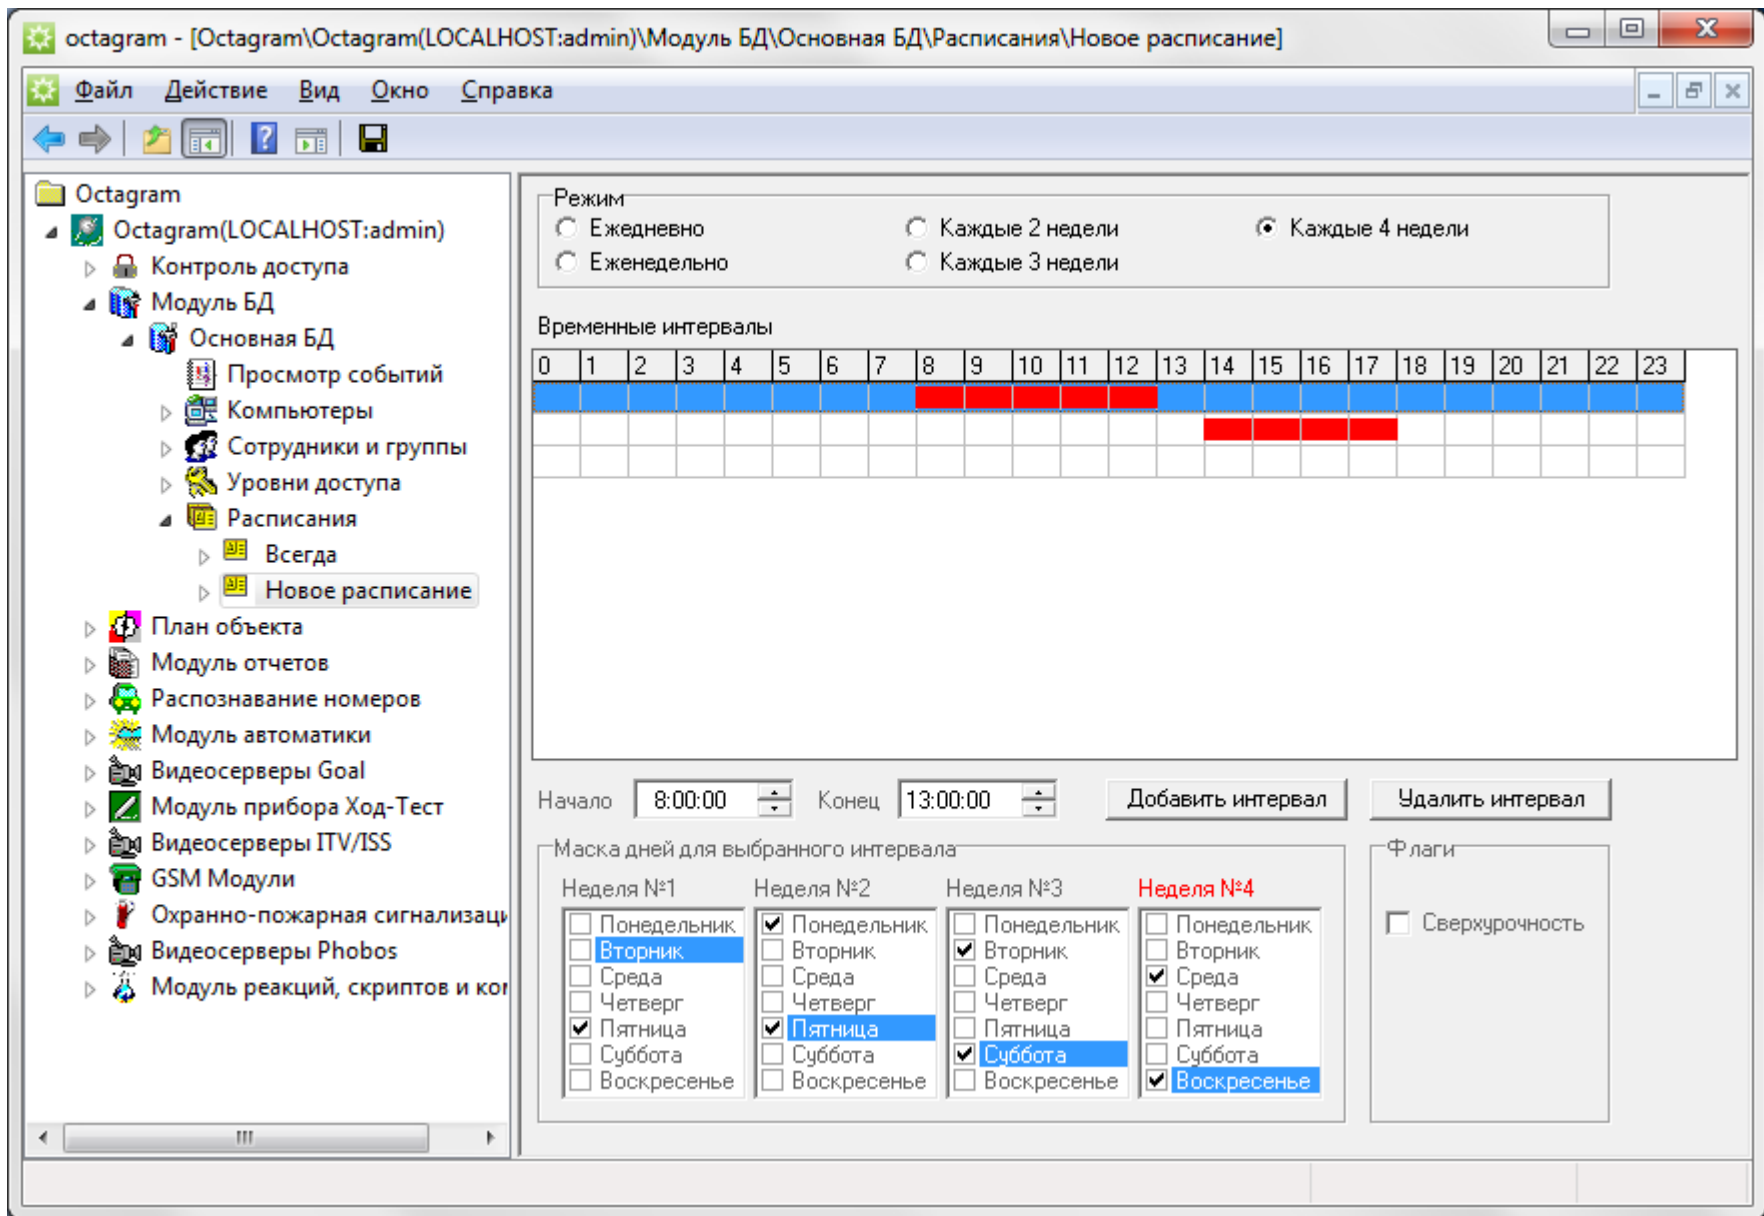 octagram - [Octagram\Octagram(LOCALHOST:admin)\Модуль БД\Основная БД\Расписания\Новое расписание]
Файл Действие Вид Окно Справка
Octagram
Octagram(LOCALHOST:admin)
Контроль доступа
Модуль БД
Основная БД
Просмотр событий
Компьютеры
Сотрудники и группы
Уровни доступа
Расписания
Всегда
Новое расписание
План объекта
Модуль отчетов
Распознавание номеров
Модуль автоматики
Видеосерверы Goal
Модуль прибора Ход-Тест
Видеосерверы ITV/ISS
GSM Модули
Охранно-пожарная сигнализаци
Видеосерверы Phobos
Модуль реакций, скриптов и ког
Режим
Ежедневно Каждые 2 недели Каждые 4 недели
Еженедельно Каждые 3 недели
Временные интервалы
0 1 2 3 4 5 6 7 8 9 10 11 12 13 14 15 16 17 18 19 20 21 22 23
Начало 8:00:00 Конец 13:00:00 Добавить интервал Удалить интервал
Маска дней для выбранного интервала Флаги
Неделя №1 Неделя №2 Неделя №3 Неделя №4
Понедельник Понедельник Понедельник Понедельник Сверхурочность
Вторник Вторник Вторник Вторник
Среда Среда Среда Среда
Четверг Четверг Четверг Четверг
Пятница Пятница Пятница Пятница
Суббота Суббота Суббота Суббота
Воскресенье Воскресенье Воскресенье Воскресенье